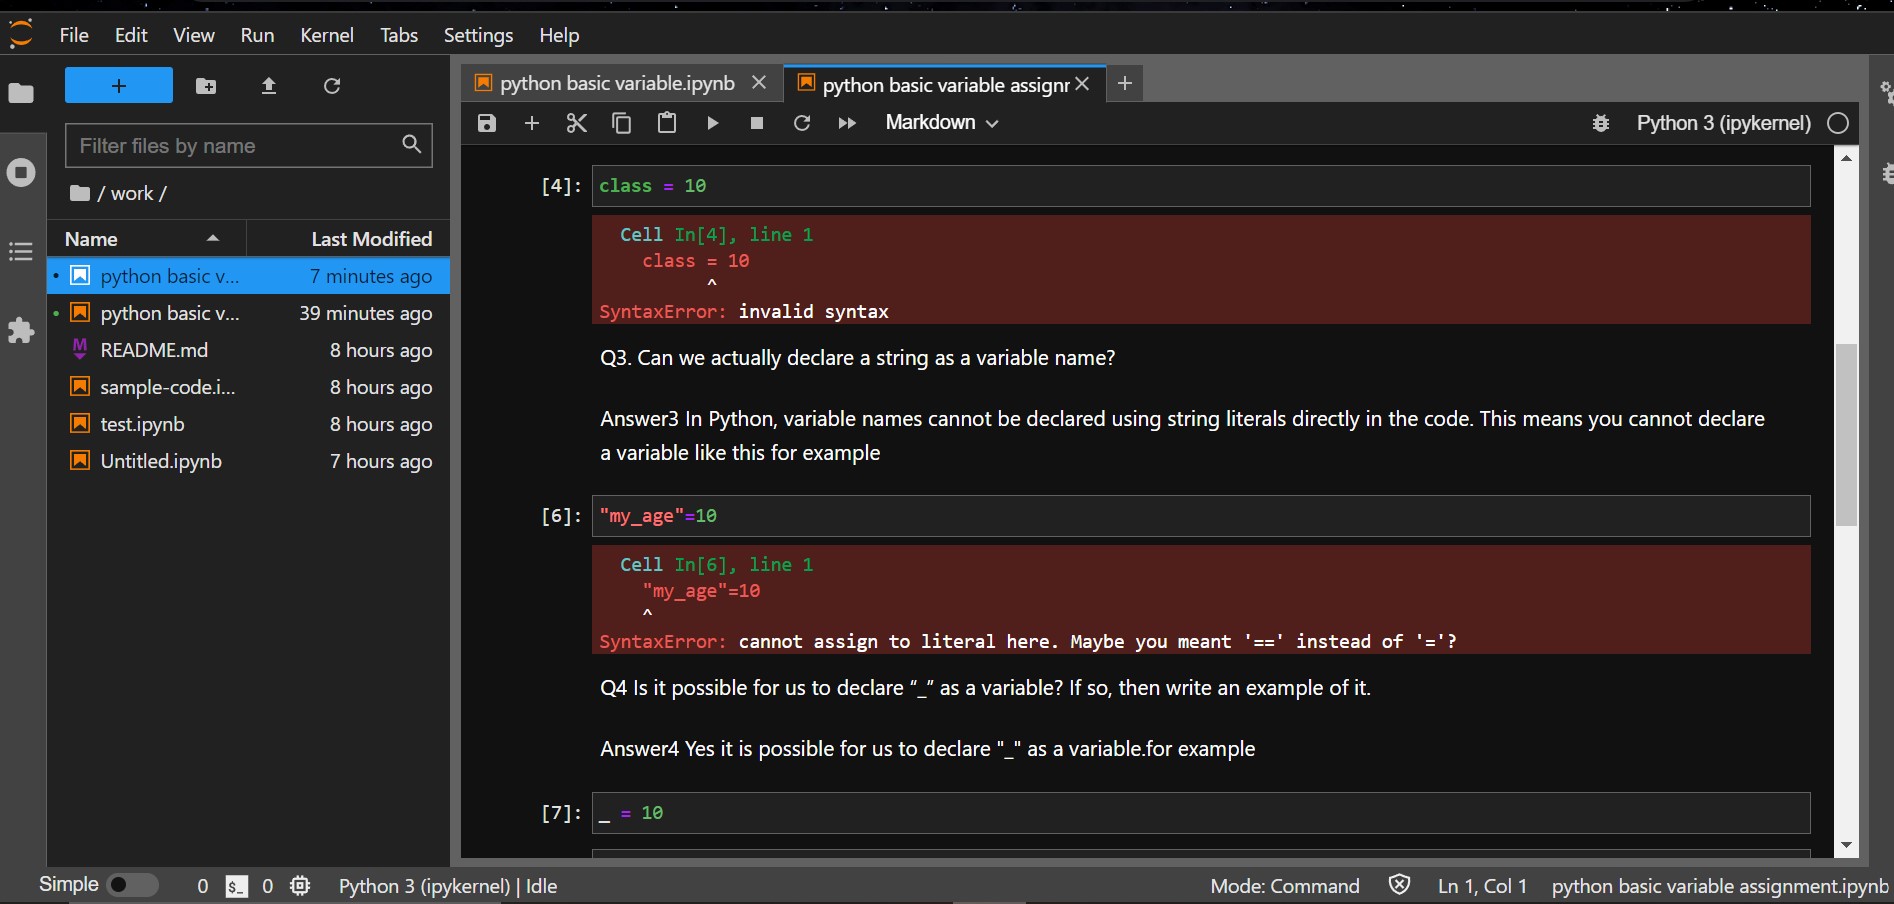 File Edit View Run Kernel Tabs Settings Help
+
Filter files by name
/ work /
Name Last Modified
python basic v... 7 minutes ago
python basic v... 39 minutes ago
README.md 8 hours ago
sample-code.i... 8 hours ago
test.ipynb 8 hours ago
Untitled.ipynb 7 hours ago
python basic variable.ipynb python basic variable assignr
Markdown Python 3 (ipykernel)
[4]: class = 10
Cell In[4], line 1
class = 10
^
SyntaxError: invalid syntax
Q3. Can we actually declare a string as a variable name?
Answer3 In Python, variable names cannot be declared using string literals directly in the code. This means you cannot declare
a variable like this for example
[6]: "my_age"=10
Cell In[6], line 1
"my_age"=10
^
SyntaxError: cannot assign to literal here. Maybe you meant '==' instead of '='?
Q4 Is it possible for us to declare “_” as a variable? If so, then write an example of it.
Answer4 Yes it is possible for us to declare "_" as a variable.for example
[7]: _ = 10
Simple 0 $_ 0 Python 3 (ipykernel) | Idle Mode: Command Ln 1, Col 1 python basic variable assignment.ipynb